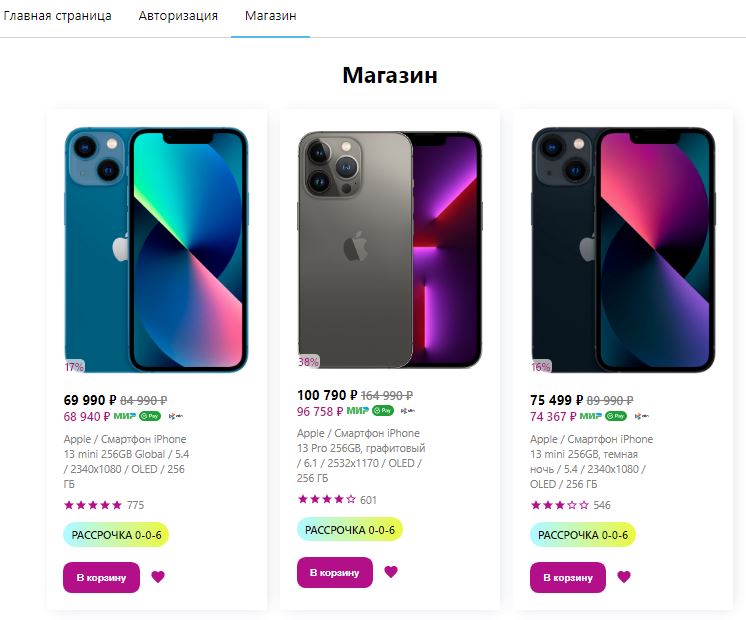 Главная страница Авторизация Магазин
Магазин
17%
69 990 ₽ 84 990 ₽
68 940 ₽ МИР Pay
Apple / Смартфон iPhone
13 mini 256GB Global / 5.4
/ 2340x1080 / OLED / 256
ГБ
775
РАССРОЧКА 0-0-6
В корзину
38%
100 790 ₽ 164 990 ₽
96 758 ₽ МИР Pay
Apple / Смартфон iPhone
13 Pro 256GB, графитовый
/ 6.1 / 2532x1170 / OLED /
256 ГБ
601
РАССРОЧКА 0-0-6
В корзину
16%
75 499 ₽ 89 990 ₽
74 367 ₽ МИР Pay
Apple / Смартфон iPhone
13 mini 256GB, темная
ночь / 5.4 / 2340x1080 /
OLED / 256 ГБ
546
РАССРОЧКА 0-0-6
В корзину